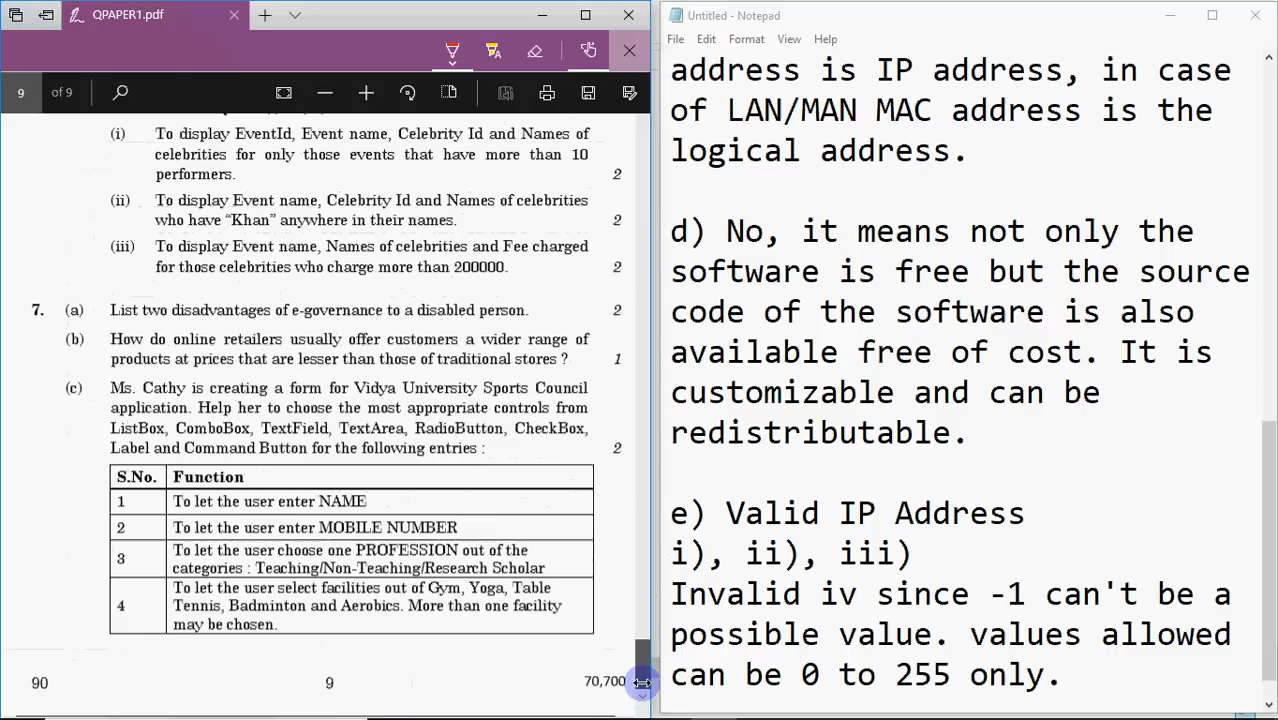 QPAPER1.pdf
9 of 9
(i) To display EventId, Event name, Celebrity Id and Names of
celebrities for only those events that have more than 10
performers. 2
(ii) To display Event name, Celebrity Id and Names of celebrities
who have “Khan” anywhere in their names. 2
(iii) To display Event name, Names of celebrities and Fee charged
for those celebrities who charge more than 200000. 2
7. (a) List two disadvantages of e-governance to a disabled person. 2
(b) How do online retailers usually offer customers a wider range of
products at prices that are lesser than those of traditional stores ? 1
(c) Ms. Cathy is creating a form for Vidya University Sports Council
application. Help her to choose the most appropriate controls from
ListBox, ComboBox, TextField, TextArea, RadioButton, CheckBox,
Label and Command Button for the following entries : 2
S.No. Function
1 To let the user enter NAME
2 To let the user enter MOBILE NUMBER
3 To let the user choose one PROFESSION out of the
categories : Teaching/Non-Teaching/Research Scholar
4 To let the user select facilities out of Gym, Yoga, Table
Tennis, Badminton and Aerobics. More than one facility
may be chosen.
90 9 70,700
Untitled - Notepad
File Edit Format View Help
address is IP address, in case
of LAN/MAN MAC address is the
logical address.
d) No, it means not only the
software is free but the source
code of the software is also
available free of cost. It is
customizable and can be
redistributable.
e) Valid IP Address
i), ii), iii)
Invalid iv since -1 can't be a
possible value. values allowed
can be 0 to 255 only.